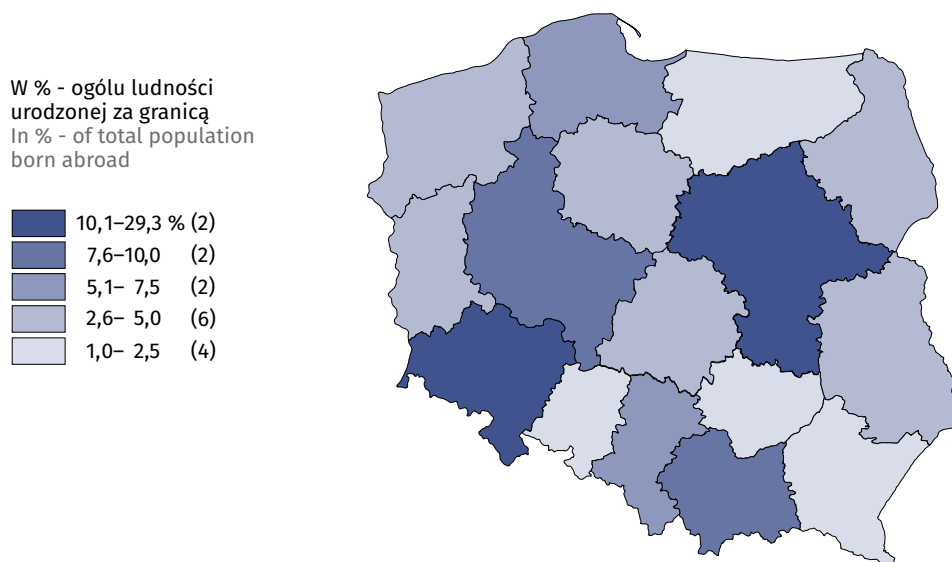 W % - ogólu ludności
urodzonej za granicą
In % - of total population
born abroad
10,1–29,3 % (2)
7,6–10,0 (2)
5,1– 7,5 (2)
2,6– 5,0 (6)
1,0– 2,5 (4)